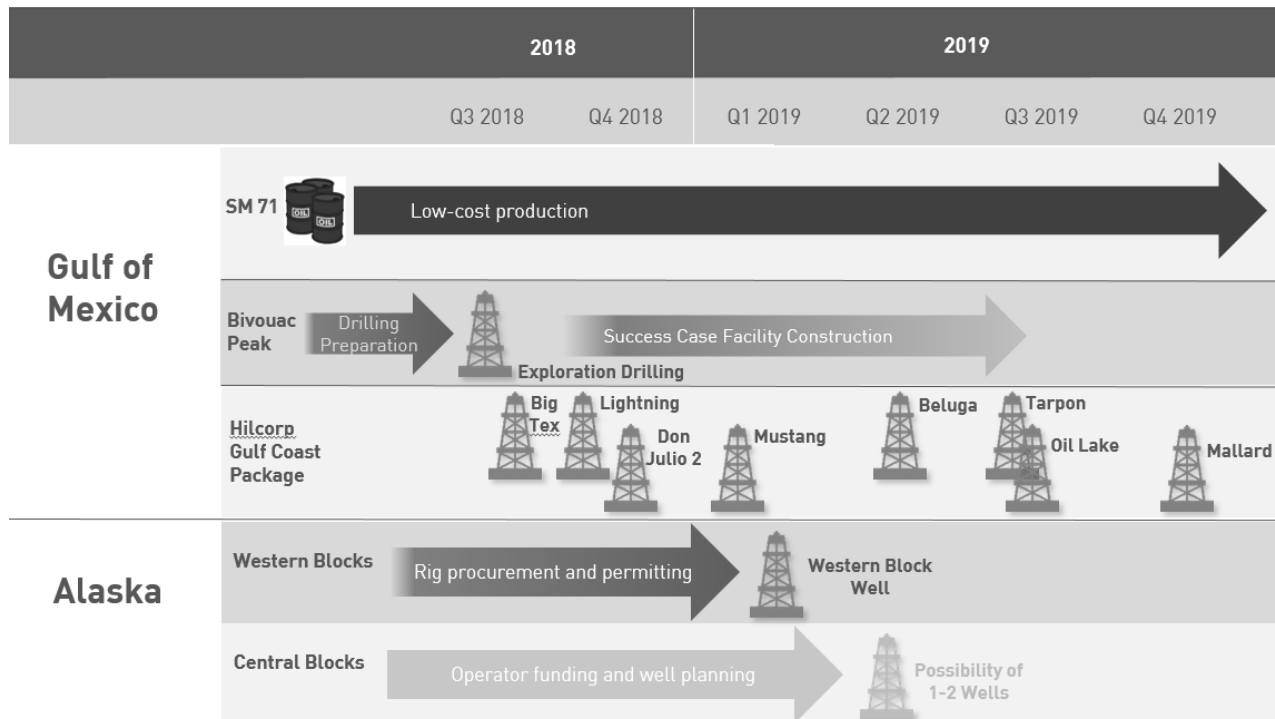 2018 2019
Q3 2018 Q4 2018 Q1 2019 Q2 2019 Q3 2019 Q4 2019
Gulf of
Mexico
SM 71
OIL
OIL
Low-cost production
Bivouac
Peak
Drilling
Preparation
Exploration Drilling
Success Case Facility Construction
Hilcorp
Gulf Coast
Package
Big
Tex
Lightning
Don
Julio 2
Mustang
Beluga
Tarpon
Oil Lake
Mallard
Alaska
Western Blocks
Rig procurement and permitting
Western Block
Well
Central Blocks
Operator funding and well planning
Possibility of
1-2 Wells